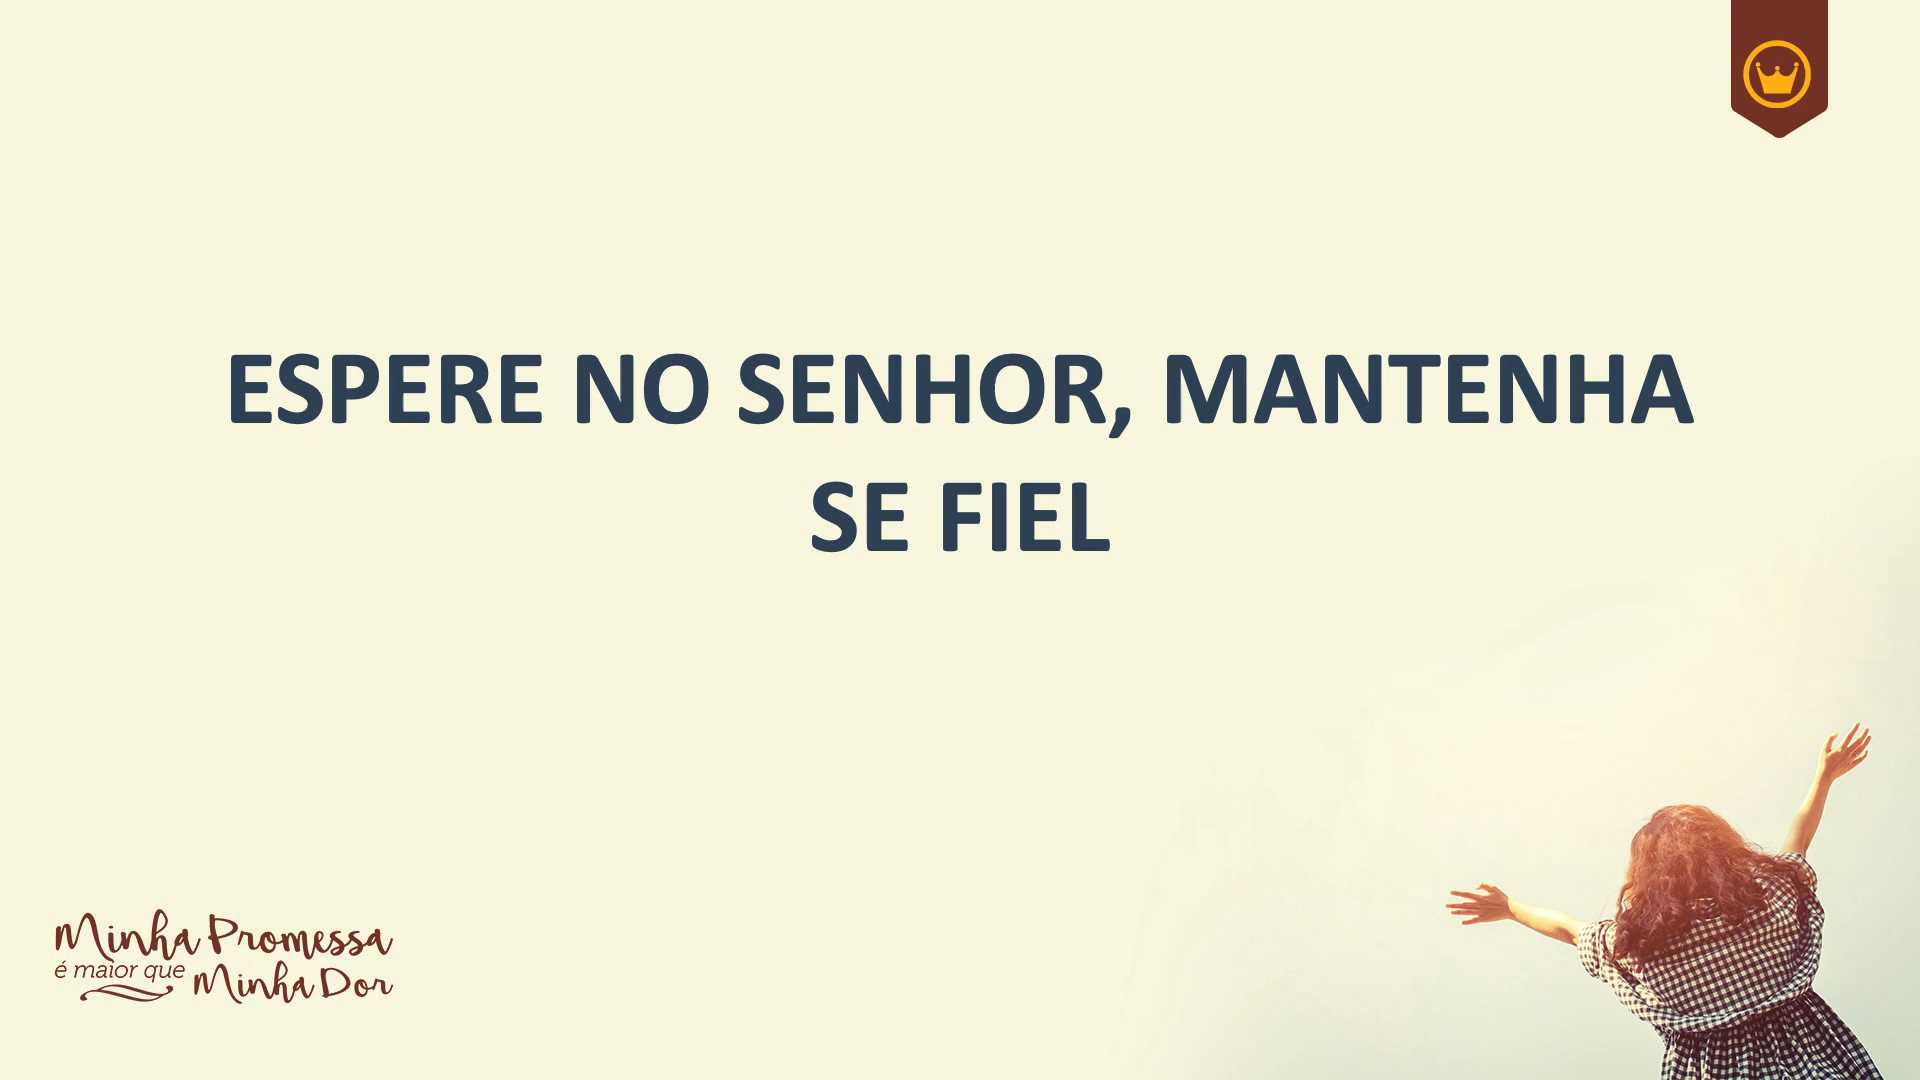 ESPERE NO SENHOR, MANTENHA
SE FIEL
Minha Promessa
é maior que Minha Dor